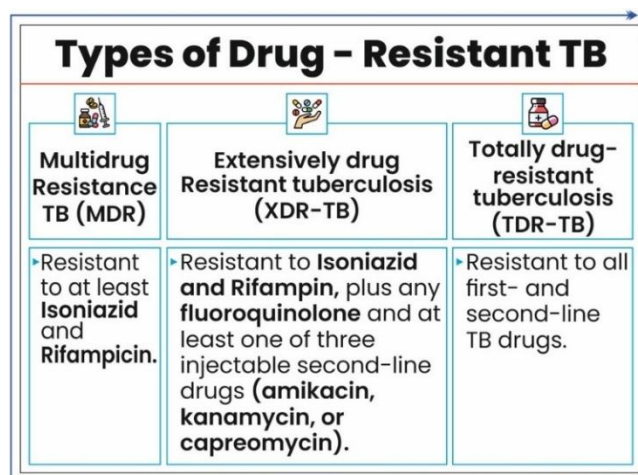 Types of Drug - Resistant TB
Multidrug
Resistance
TB (MDR)
▸Resistant
to at least
Isoniazid
and
Rifampicin.
Extensively drug
Resistant tuberculosis
(XDR-TB)
▸Resistant to Isoniazid
and Rifampin, plus any
fluoroquinolone and at
least one of three
injectable second-line
drugs (amikacin,
kanamycin, or
capreomycin).
Totally drug-
resistant
tuberculosis
(TDR-TB)
▸Resistant to all
first- and
second-line
TB drugs.